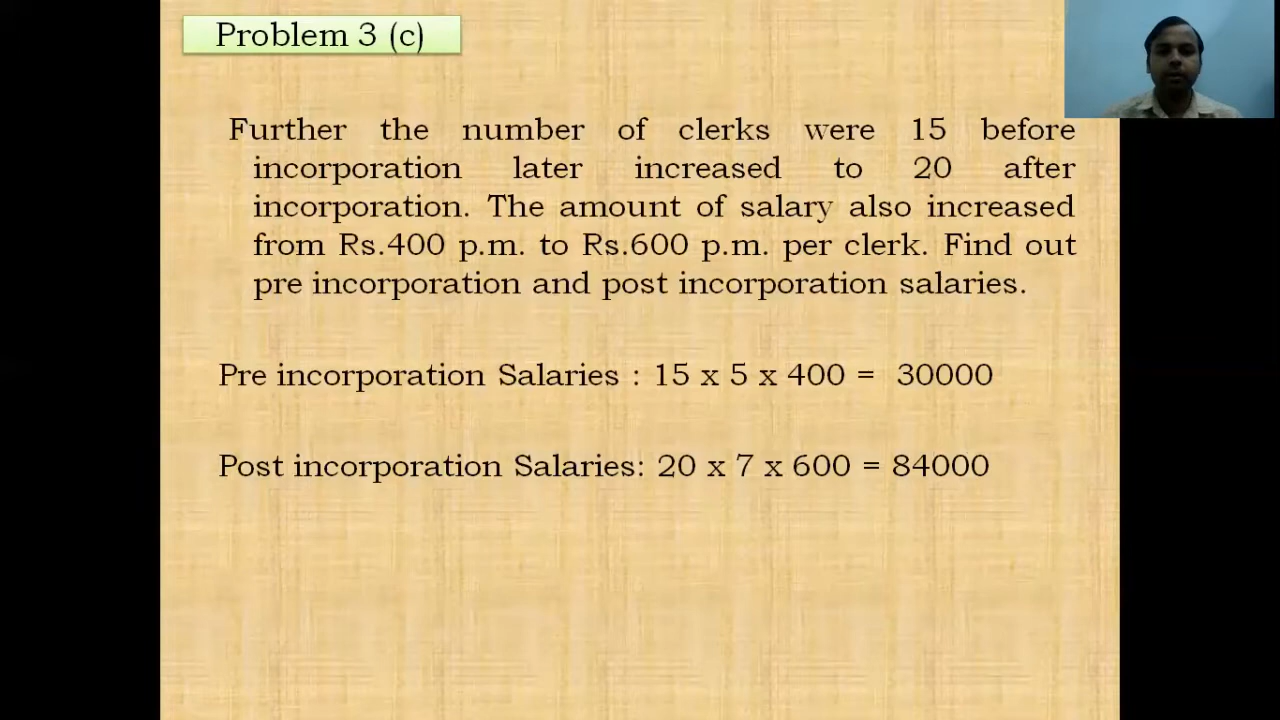 Problem 3 (c)
Further the number of clerks were 15 before
incorporation later increased to 20 after
incorporation. The amount of salary also increased
from Rs.400 p.m. to Rs.600 p.m. per clerk. Find out
pre incorporation and post incorporation salaries.
Pre incorporation Salaries : 15 x 5 x 400 = 30000
Post incorporation Salaries: 20 x 7 x 600 = 84000